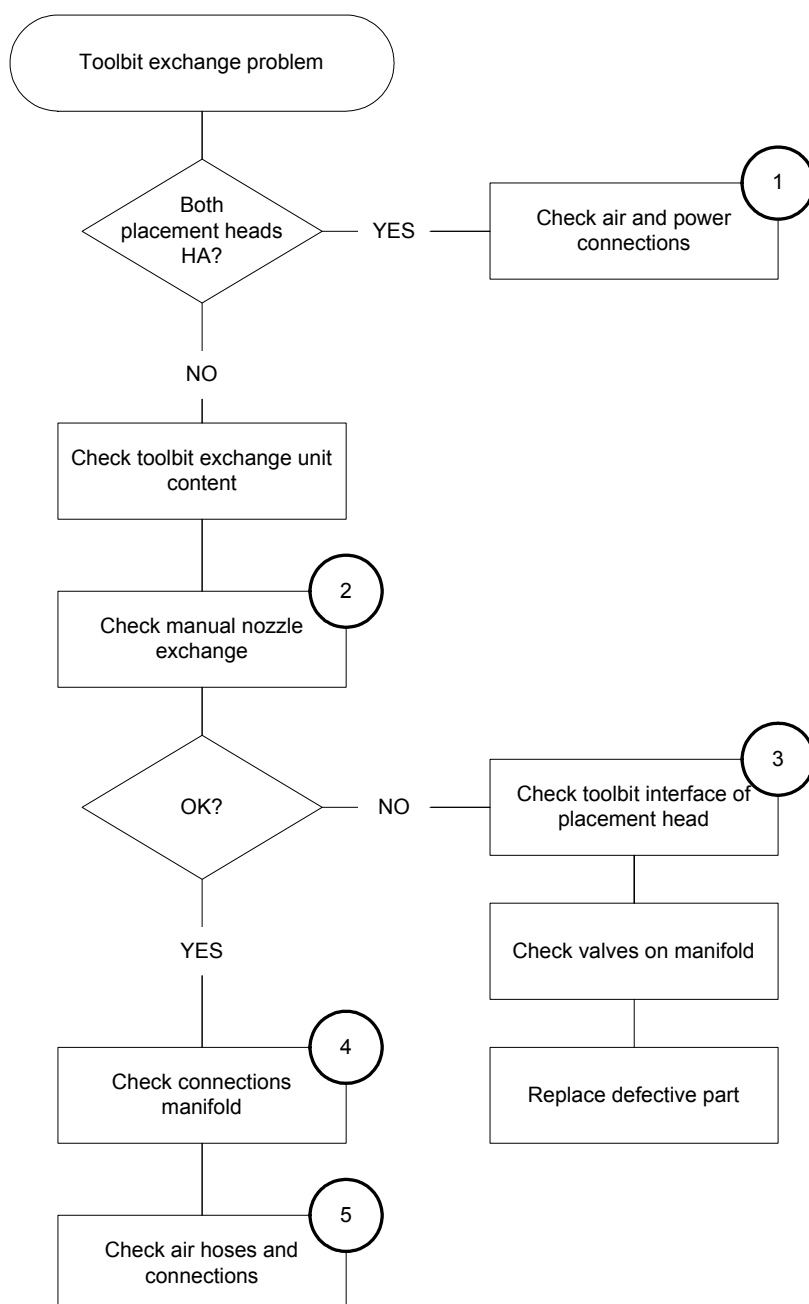 Toolbit exchange problem
Both
placement heads
HA?
YES
1
Check air and power
connections
NO
Check toolbit exchange unit
content
2
Check manual nozzle
exchange
OK?
NO
3
Check toolbit interface of
placement head
YES
Check valves on manifold
4
Check connections
manifold
Replace defective part
5
Check air hoses and
connections